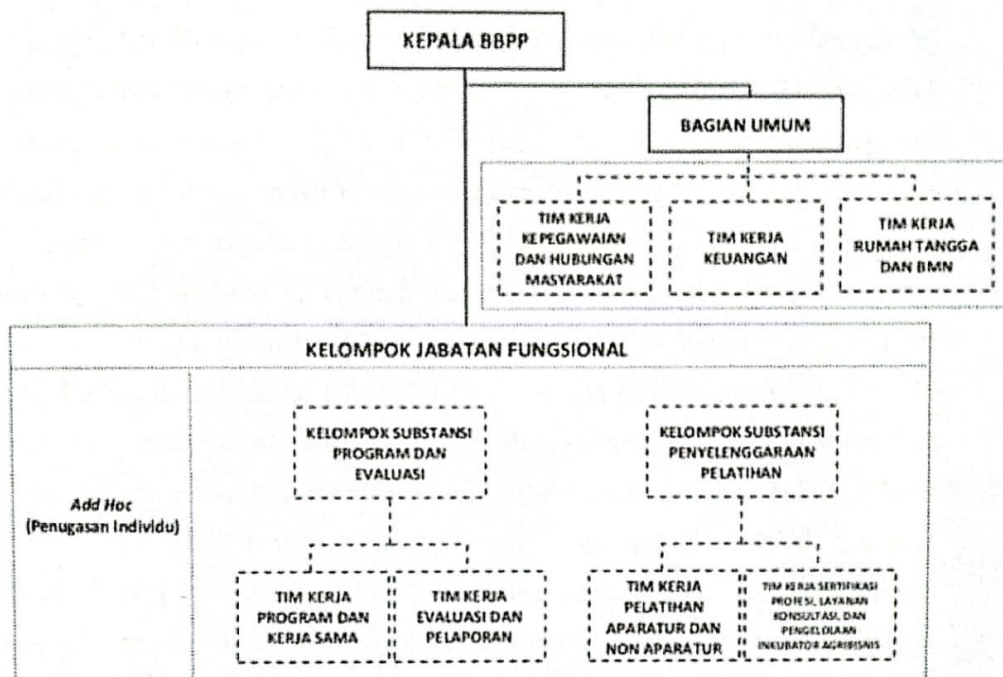 KEPALA BBPP
BAGIAN UMUM
TIM KERJA
KEPEGAWAIAN
DAN HUBUNGAN
MASYARAKAT
TIM KERJA
KEUANGAN
TIM KERJA
RUMAH TANGGA
DAN BMN
KELOMPOK JABATAN FUNGSIONAL
Add Hoc
(Penugasan Individu)
KELOMPOK SUBSTANSI
PROGRAM DAN
EVALUASI
KELOMPOK SUBSTANSI
PENYELENGGARAAN
PELATIHAN
TIM KERJA
PROGRAM DAN
KERJA SAMA
TIM KERJA
EVALUASI DAN
PELAPORAN
TIM KERJA
PELATIHAN
APARATUR DAN
NON APARATUR
TIM KERJA SERTIFIKASI
PROFESI, LAYANAN
KONSULTASI, DAN
PENGELOLAAN
INKUBATOR AGRIBISNIS